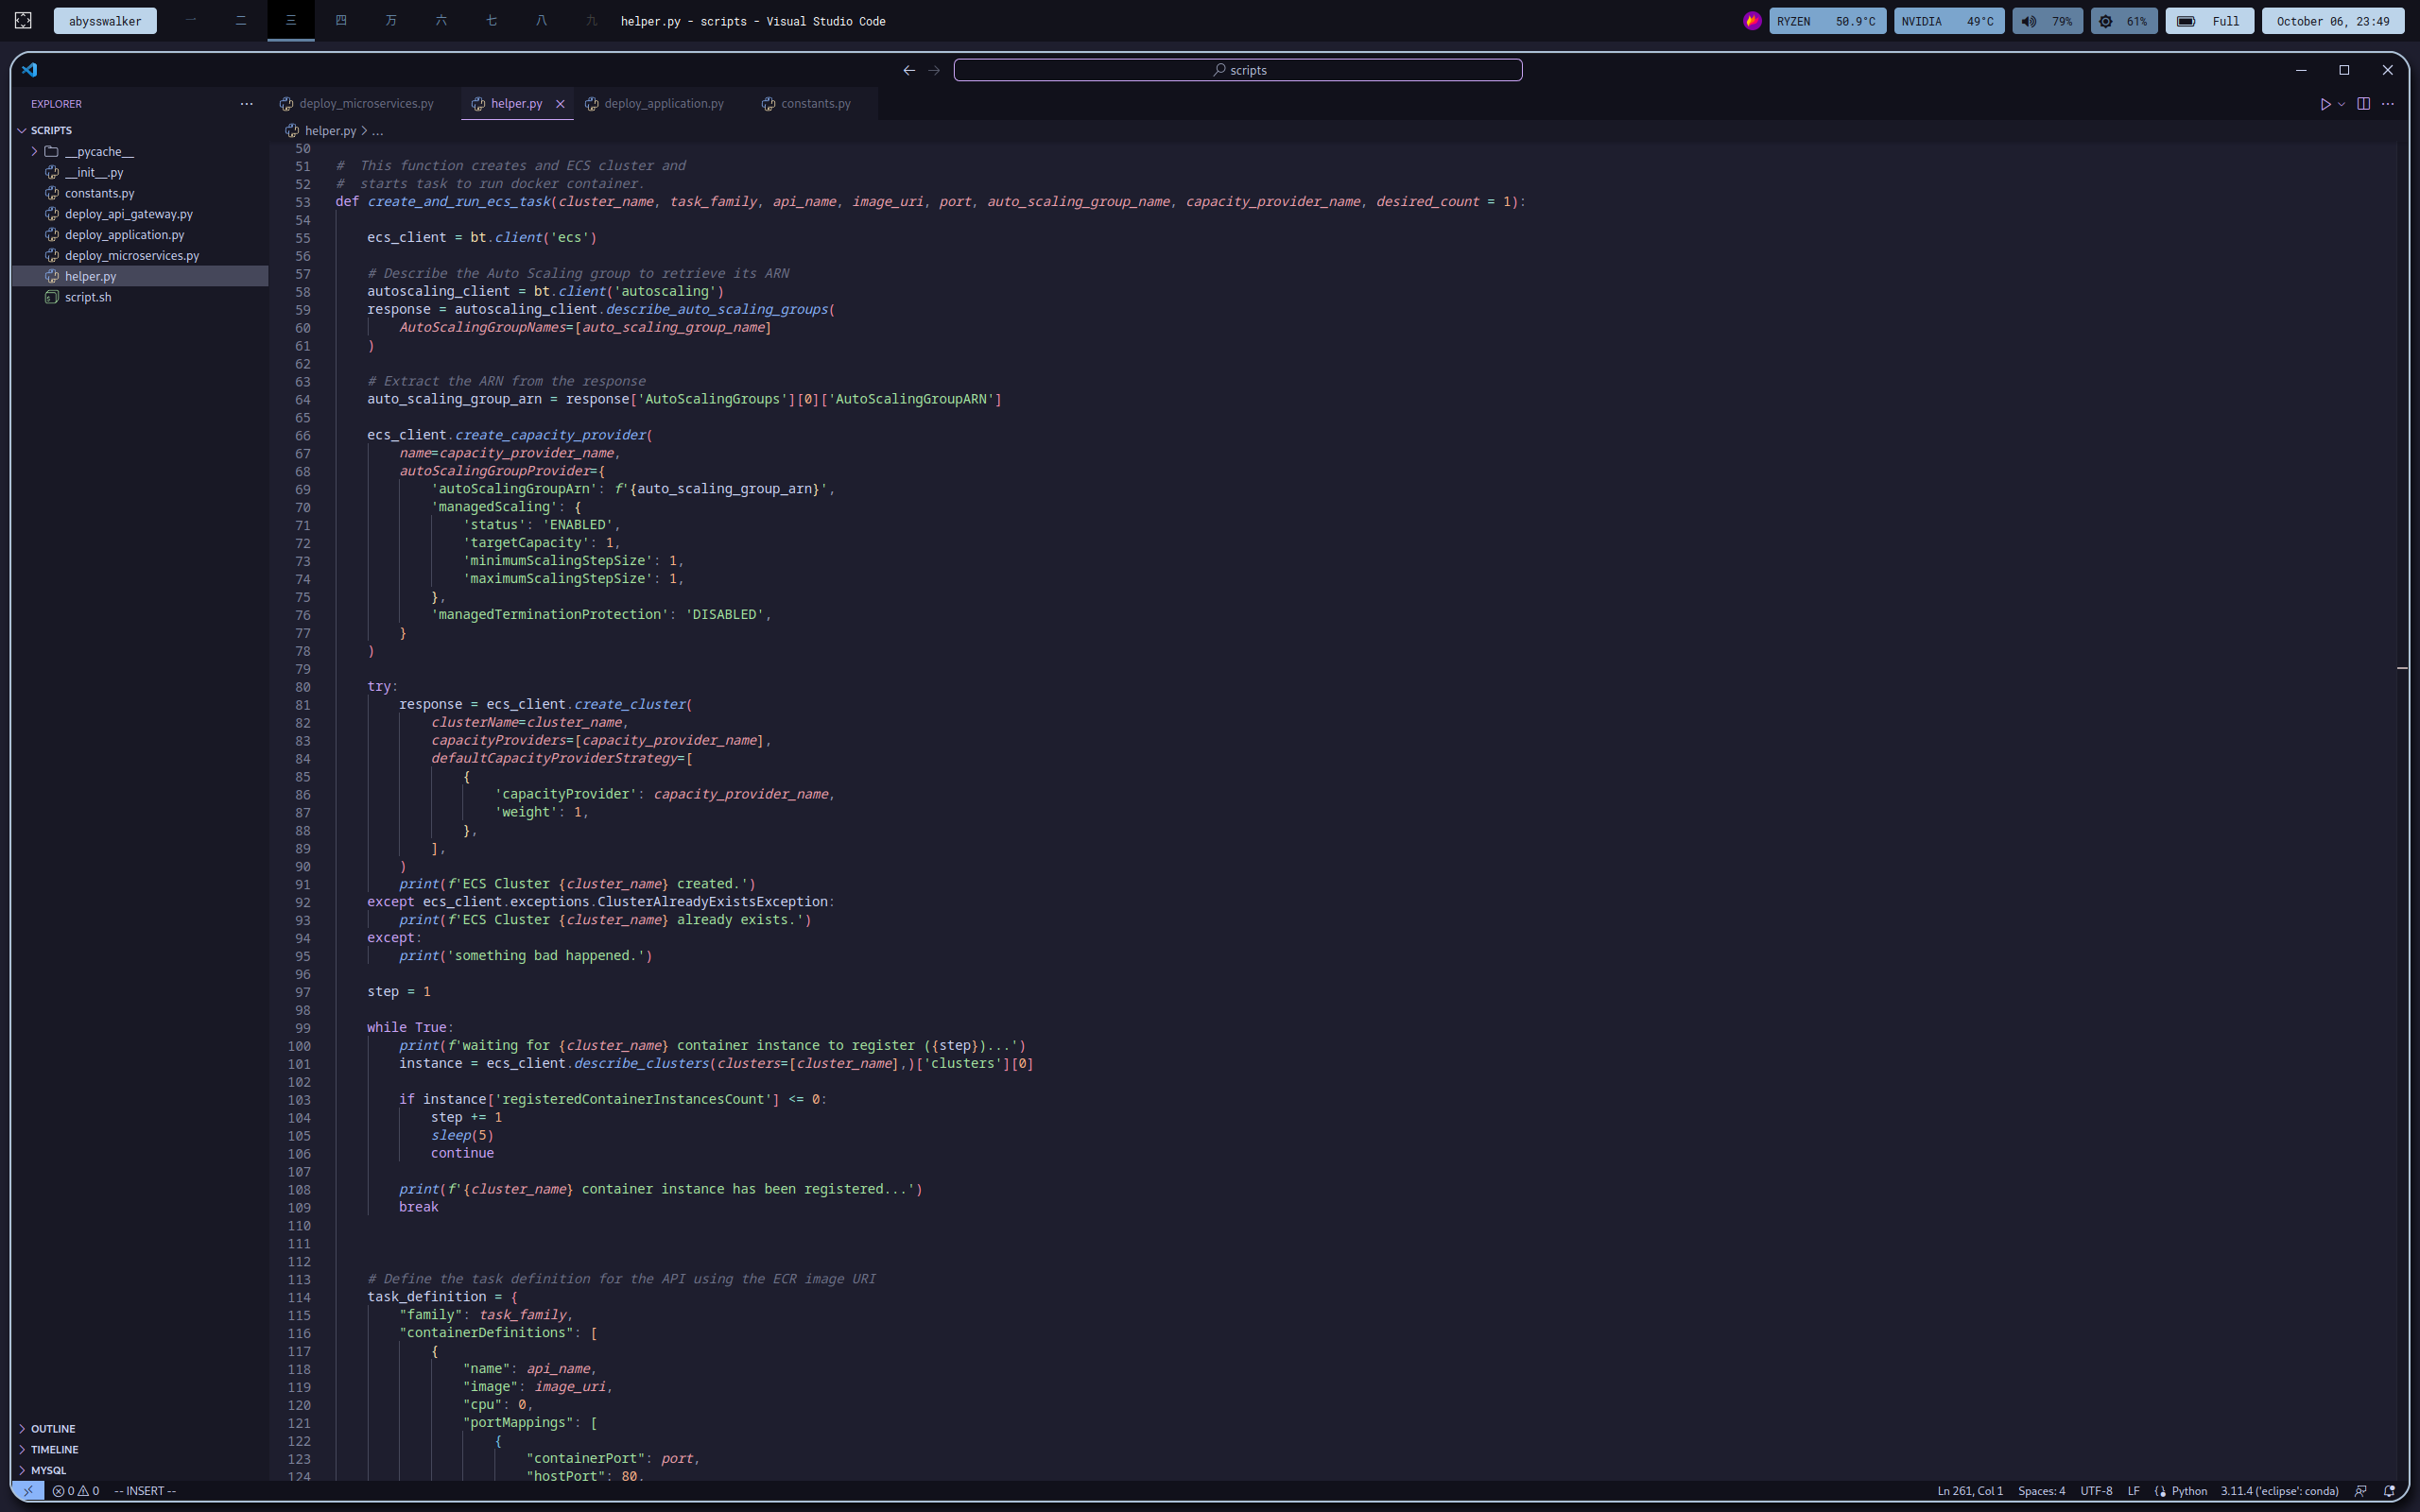 abysswalker 一 二 三 四 万 六 七 八 九 helper.py - scripts - Visual Studio Code RYZEN 50.9°C NVIDIA 49°C 79% 61% Full October 06, 23:49
scripts
EXPLORER
SCRIPTS
__pycache__
__init__.py
constants.py
deploy_api_gateway.py
deploy_application.py
deploy_microservices.py
helper.py
script.sh
OUTLINE
TIMELINE
MYSQL
deploy_microservices.py helper.py deploy_application.py constants.py
helper.py > ...
50
51 #  This function creates and ECS cluster and
52 #  starts task to run docker container.
53 def create_and_run_ecs_task(cluster_name, task_family, api_name, image_uri, port, auto_scaling_group_name, capacity_provider_name, desired_count = 1):
54
55     ecs_client = bt.client('ecs')
56
57     # Describe the Auto Scaling group to retrieve its ARN
58     autoscaling_client = bt.client('autoscaling')
59     response = autoscaling_client.describe_auto_scaling_groups(
60         AutoScalingGroupNames=[auto_scaling_group_name]
61     )
62
63     # Extract the ARN from the response
64     auto_scaling_group_arn = response['AutoScalingGroups'][0]['AutoScalingGroupARN']
65
66     ecs_client.create_capacity_provider(
67         name=capacity_provider_name,
68         autoScalingGroupProvider={
69             'autoScalingGroupArn': f'{auto_scaling_group_arn}',
70             'managedScaling': {
71                 'status': 'ENABLED',
72                 'targetCapacity': 1,
73                 'minimumScalingStepSize': 1,
74                 'maximumScalingStepSize': 1,
75             },
76             'managedTerminationProtection': 'DISABLED',
77         }
78     )
79
80     try:
81         response = ecs_client.create_cluster(
82             clusterName=cluster_name,
83             capacityProviders=[capacity_provider_name],
84             defaultCapacityProviderStrategy=[
85                 {
86                     'capacityProvider': capacity_provider_name,
87                     'weight': 1,
88                 },
89             ],
90         )
91         print(f'ECS Cluster {cluster_name} created.')
92     except ecs_client.exceptions.ClusterAlreadyExistsException:
93         print(f'ECS Cluster {cluster_name} already exists.')
94     except:
95         print('something bad happened.')
96
97     step = 1
98
99     while True:
100         print(f'waiting for {cluster_name} container instance to register ({step})...')
101         instance = ecs_client.describe_clusters(clusters=[cluster_name],)['clusters'][0]
102
103         if instance['registeredContainerInstancesCount'] <= 0:
104             step += 1
105             sleep(5)
106             continue
107
108         print(f'{cluster_name} container instance has been registered...')
109         break
110
111
112
113     # Define the task definition for the API using the ECR image URI
114     task_definition = {
115         "family": task_family,
116         "containerDefinitions": [
117             {
118                 "name": api_name,
119                 "image": image_uri,
120                 "cpu": 0,
121                 "portMappings": [
122                     {
123                         "containerPort": port,
124                         "hostPort": 80,
0 0 -- INSERT -- Ln 261, Col 1 Spaces: 4 UTF-8 LF Python 3.11.4 ('eclipse': conda)